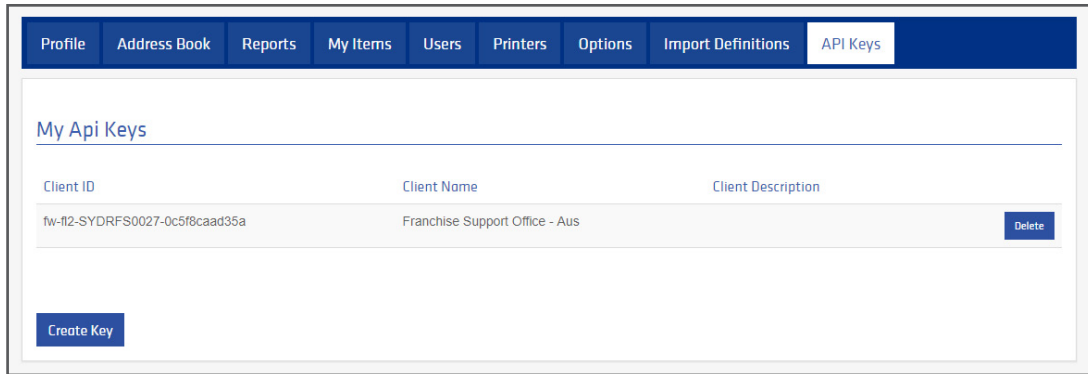 Profile Address Book Reports My Items Users Printers Options Import Definitions API Keys
My Api Keys
Client ID Client Name Client Description
fw-fl2-SYDRFS0027-0c5f8caad35a Franchise Support Office - Aus Delete
Create Key